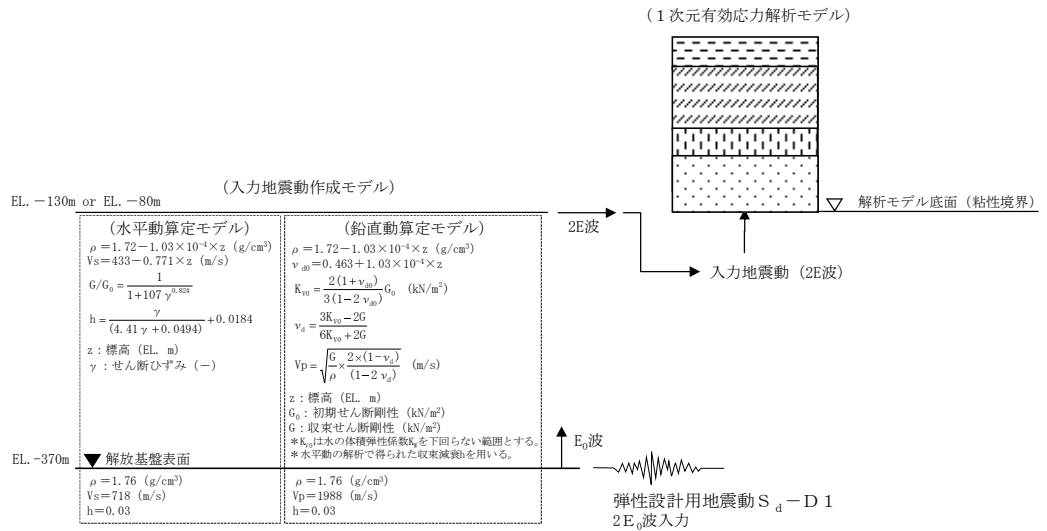 (1次元有効応力解析モデル)
(入力地震動作成モデル)
EL.-130m or EL.-80m
(水平動算定モデル)
ρ=1.72-1.03×10⁻⁴×z (g/cm³)
Vs=433-0.771×z (m/s)
G/G₀=1/(1+107γ^0.824)
h=γ/(4.41γ+0.0494)+0.0184
z:標高 (EL. m)
γ:せん断ひずみ (-)
(鉛直動算定モデル)
ρ=1.72-1.03×10⁻⁴×z (g/cm³)
ν_d0=0.463+1.03×10⁻⁴×z
K_V0=2(1+ν_d0)/3(1-2ν_d0) G₀ (kN/m²)
ν_d=(3K_V0-2G)/(6K_V0+2G)
Vp=√(G/ρ×2×(1-ν_d)/(1-2ν_d)) (m/s)
z:標高 (EL. m)
G₀:初期せん断剛性 (kN/m²)
G:収束せん断剛性 (kN/m²)
*K_V0は水の体積弾性係数K_Wを下回らない範囲とする。
*水平動の解析で得られた収束減衰hを用いる。
2E波
解析モデル底面(粘性境界)
入力地震動(2E波)
EL.-370m
解放基盤表面
E₀波
ρ=1.76 (g/cm³)
Vs=718 (m/s)
h=0.03
ρ=1.76 (g/cm³)
Vp=1988 (m/s)
h=0.03
弾性設計用地震動S_d-D1
2E₀波入力